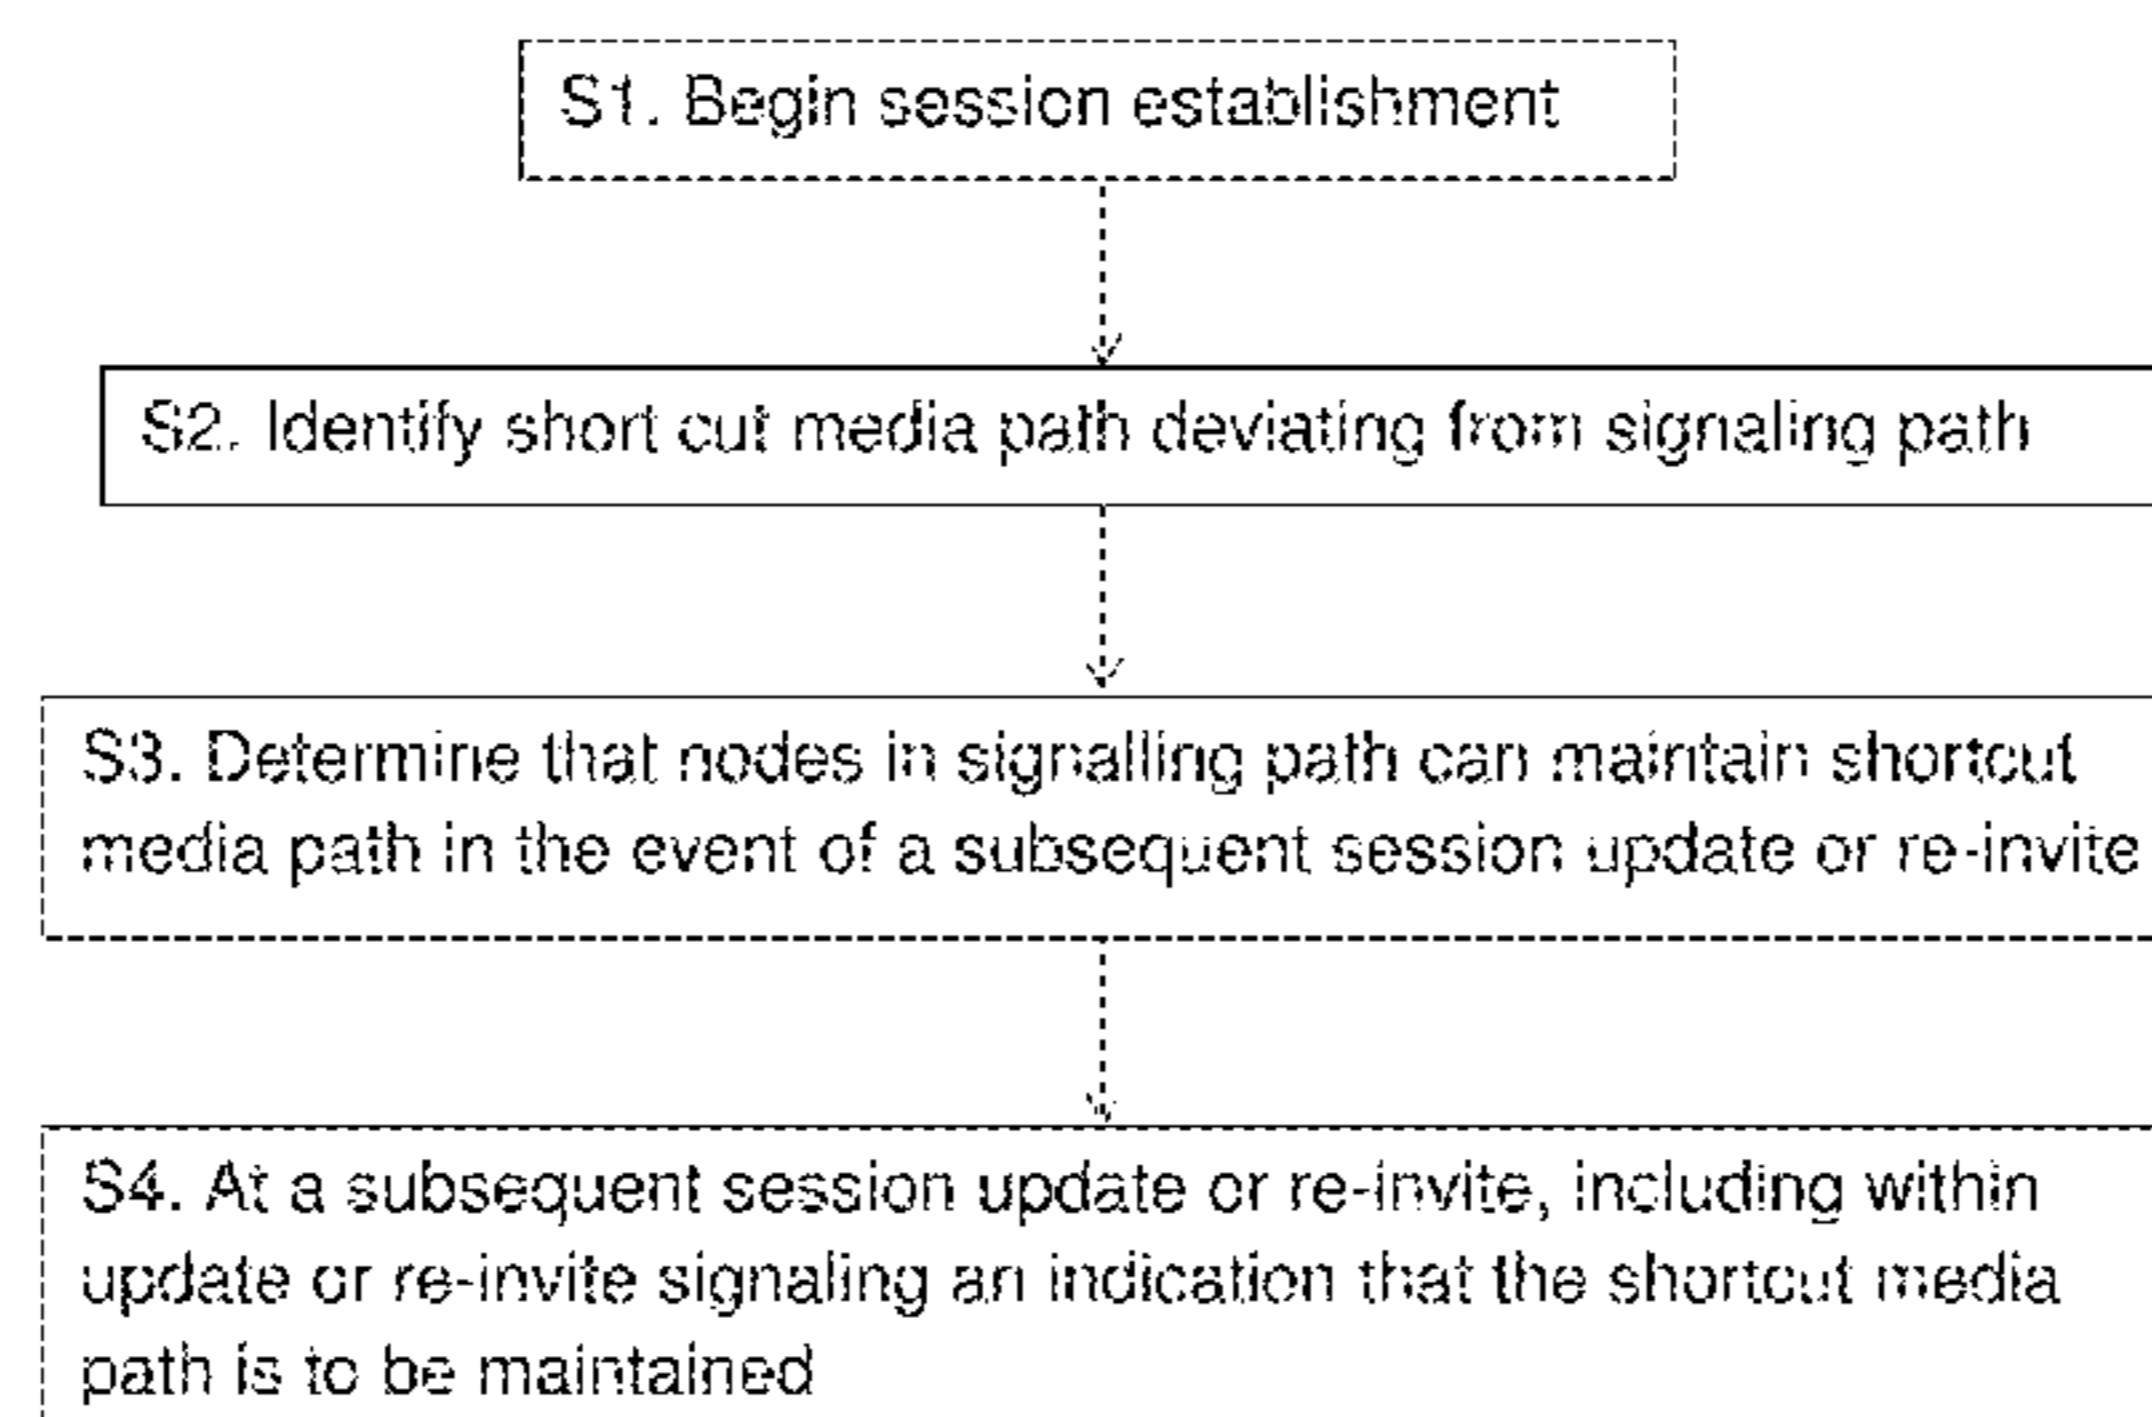 S1. Begin session establishment
S2. Identify short cut media path deviating from signaling path
S3. Determine that nodes in signalling path can maintain shortcut
media path in the event of a subsequent session update or re-invite
S4. At a subsequent session update or re-invite, including within
update or re-invite signaling an indication that the shortcut media
path is to be maintained